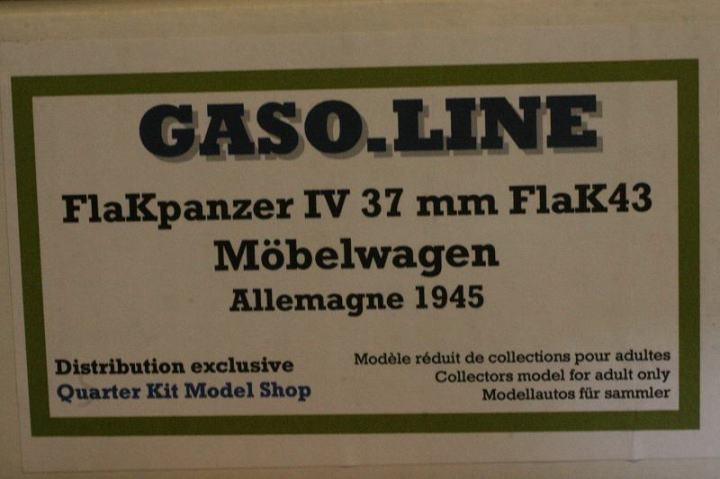 GASO.LINE
FlaKpanzer IV 37 mm FlaK43
Möbelwagen
Allemagne 1945
Distribution exclusive
Quarter Kit Model Shop
Modèle réduit de collections pour adultes
Collectors model for adult only
Modellautos für sammler